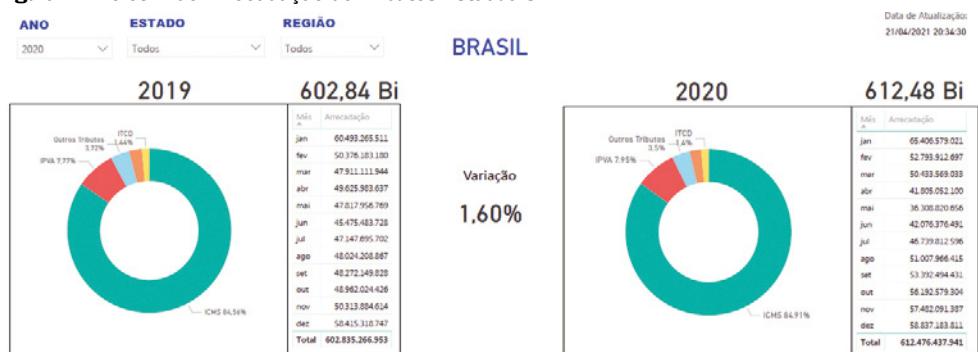 ANO
ESTADO
REGIÃO
2020
Todos
Todos
BRASIL
Data de Atualização:
21/04/2021 20:34:30
2019
602,84 Bi
ITCD
1,44%
Outros Tributos
3,72%
IPVA 7,77%
ICMS 84,56%
Mês Arrecadação
jan 60.493.265.511
fev 50.376.183.180
mar 47.911.111.944
abr 49.625.983.637
mai 47.817.956.769
jun 45.475.483.728
jul 47.147.695.702
ago 48.024.208.867
set 48.272.149.828
out 48.962.024.426
nov 50.313.884.614
dez 58.415.318.747
Total 602.835.266.953
Variação
1,60%
2020
612,48 Bi
ITCD
1,4%
Outros Tributos
3,5%
IPVA 7,95%
ICMS 84,91%
Mês Arrecadação
jan 65.406.579.021
fev 52.793.912.697
mar 50.433.569.033
abr 41.805.052.100
mai 36.308.820.656
jun 42.076.376.491
jul 46.739.812.596
ago 51.007.966.415
set 53.392.494.431
out 56.192.579.304
nov 57.482.091.387
dez 58.837.183.811
Total 612.476.437.941